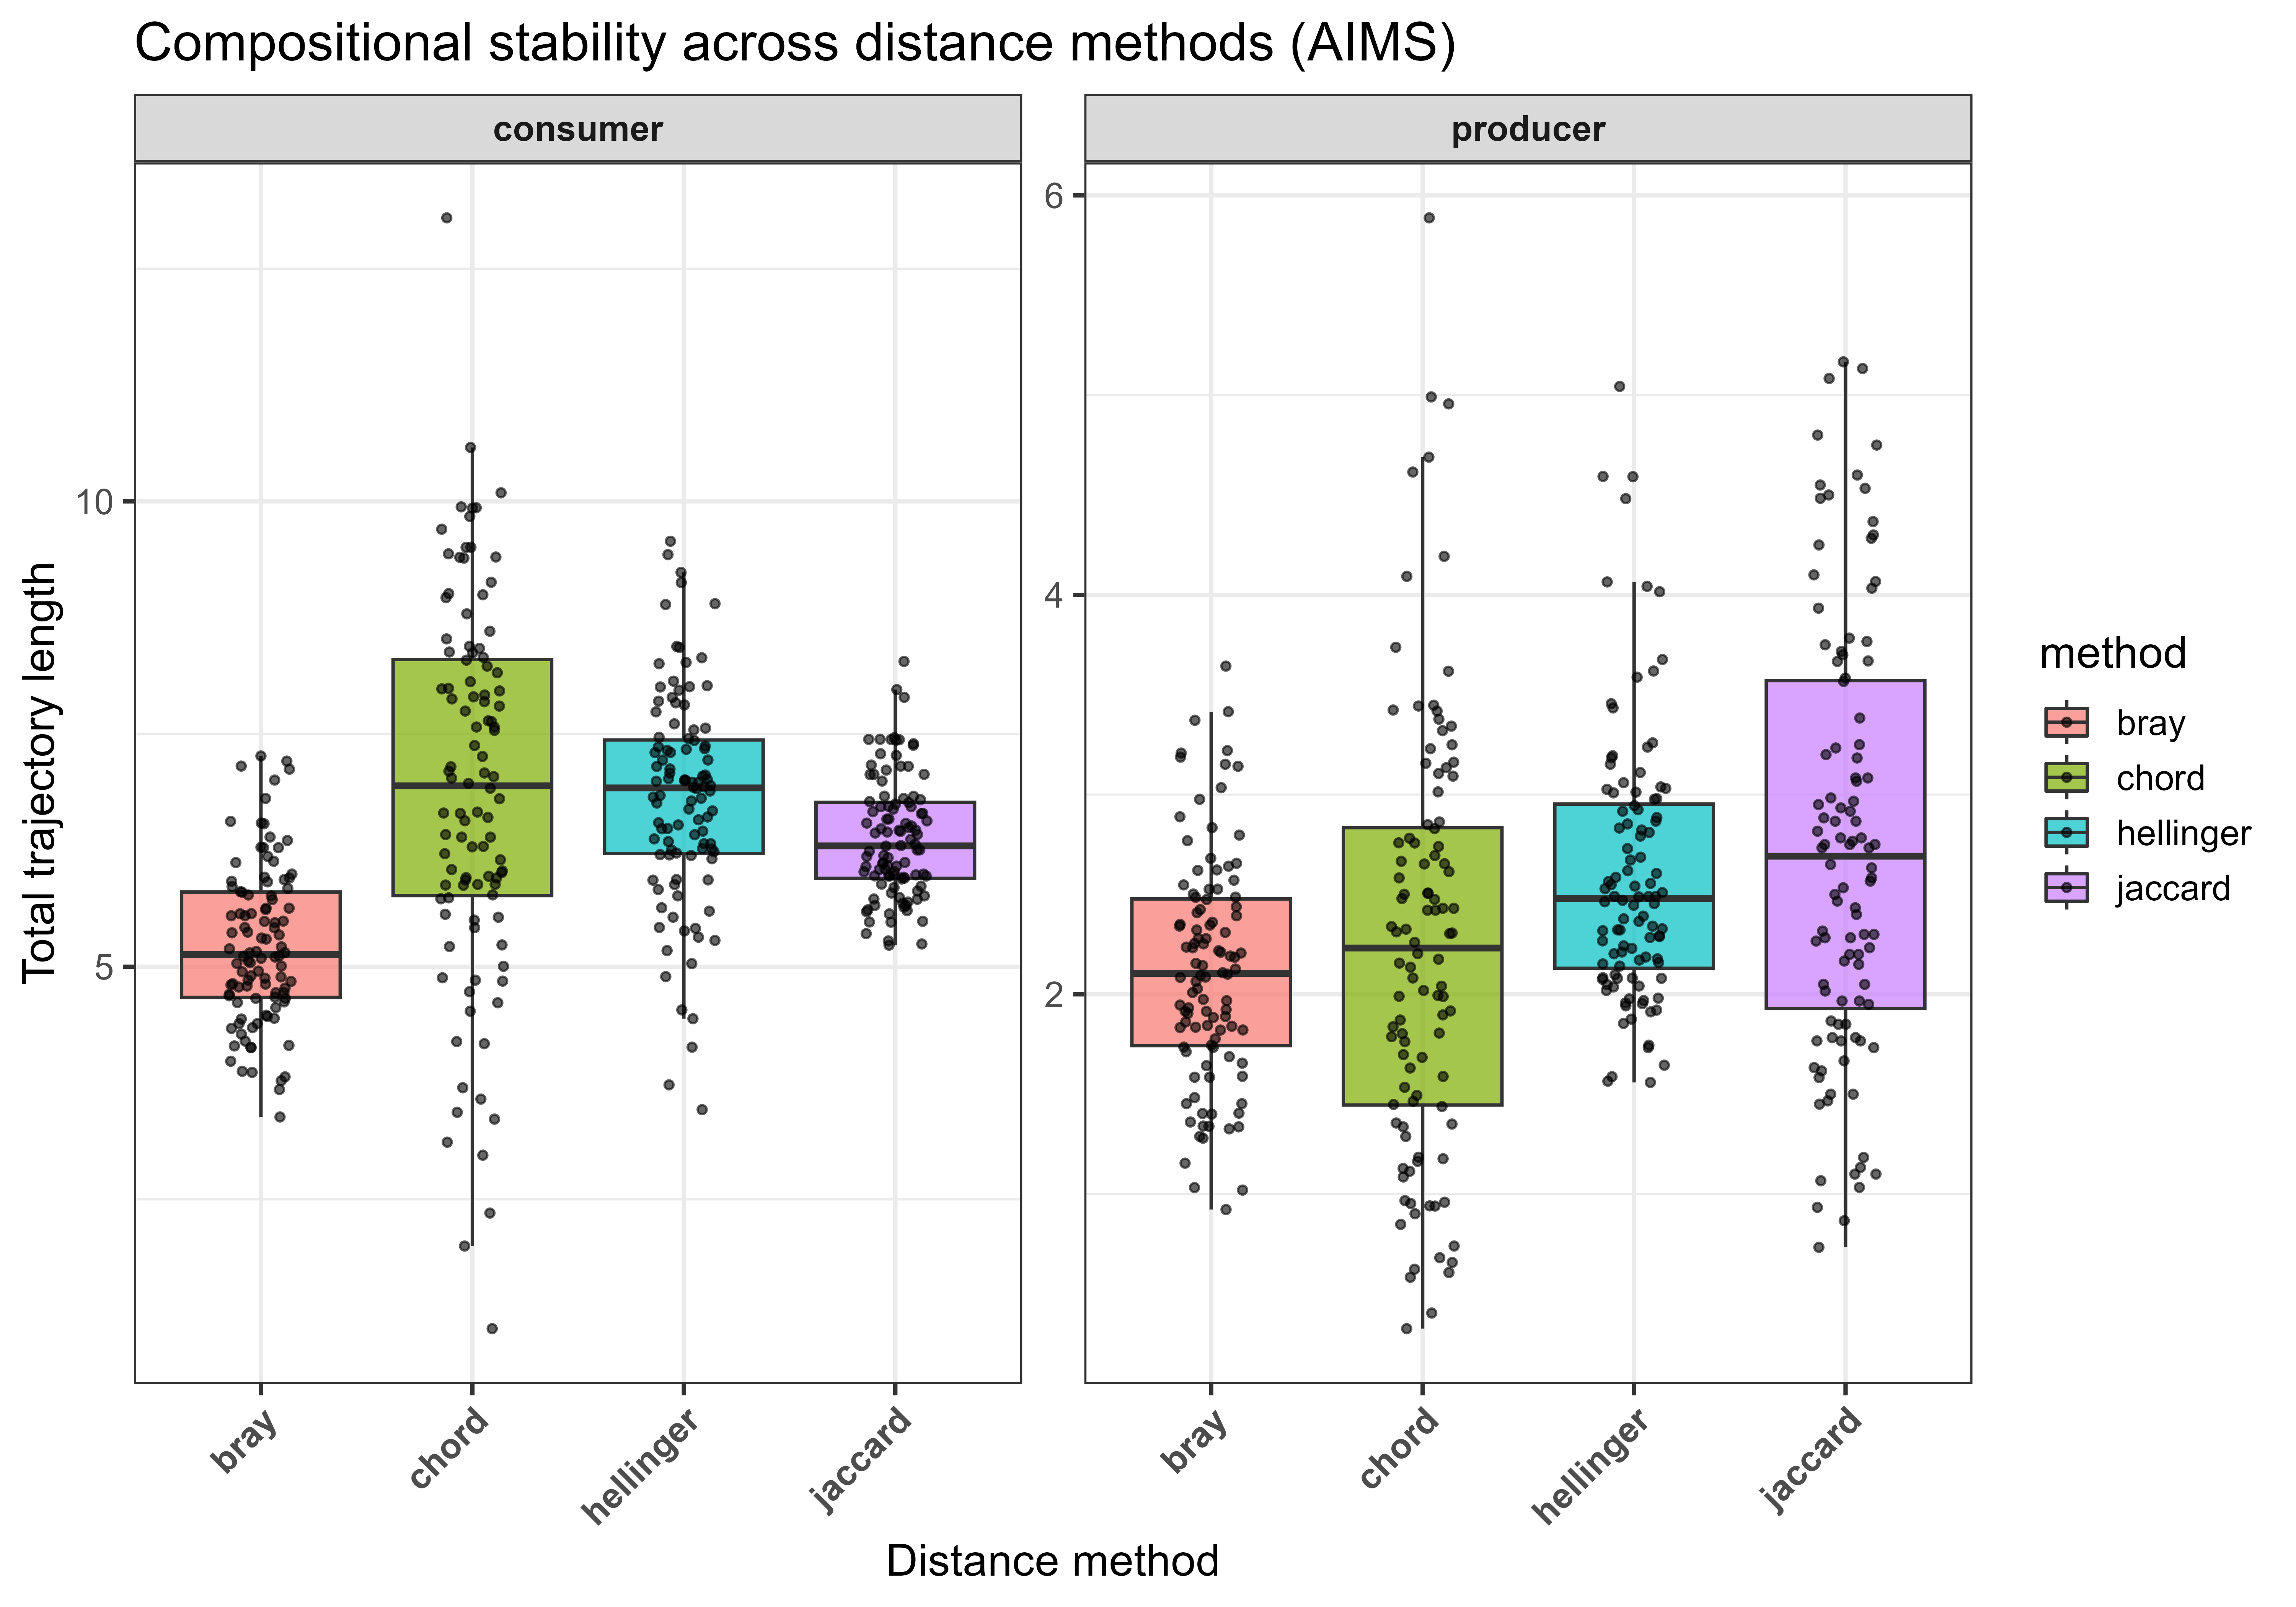 Compositional stability across distance methods (AIMS)
consumer
producer
Total trajectory length
10
5
6
4
2
bray
chord
hellinger
jaccard
bray
chord
hellinger
jaccard
Distance method
method
bray
chord
hellinger
jaccard